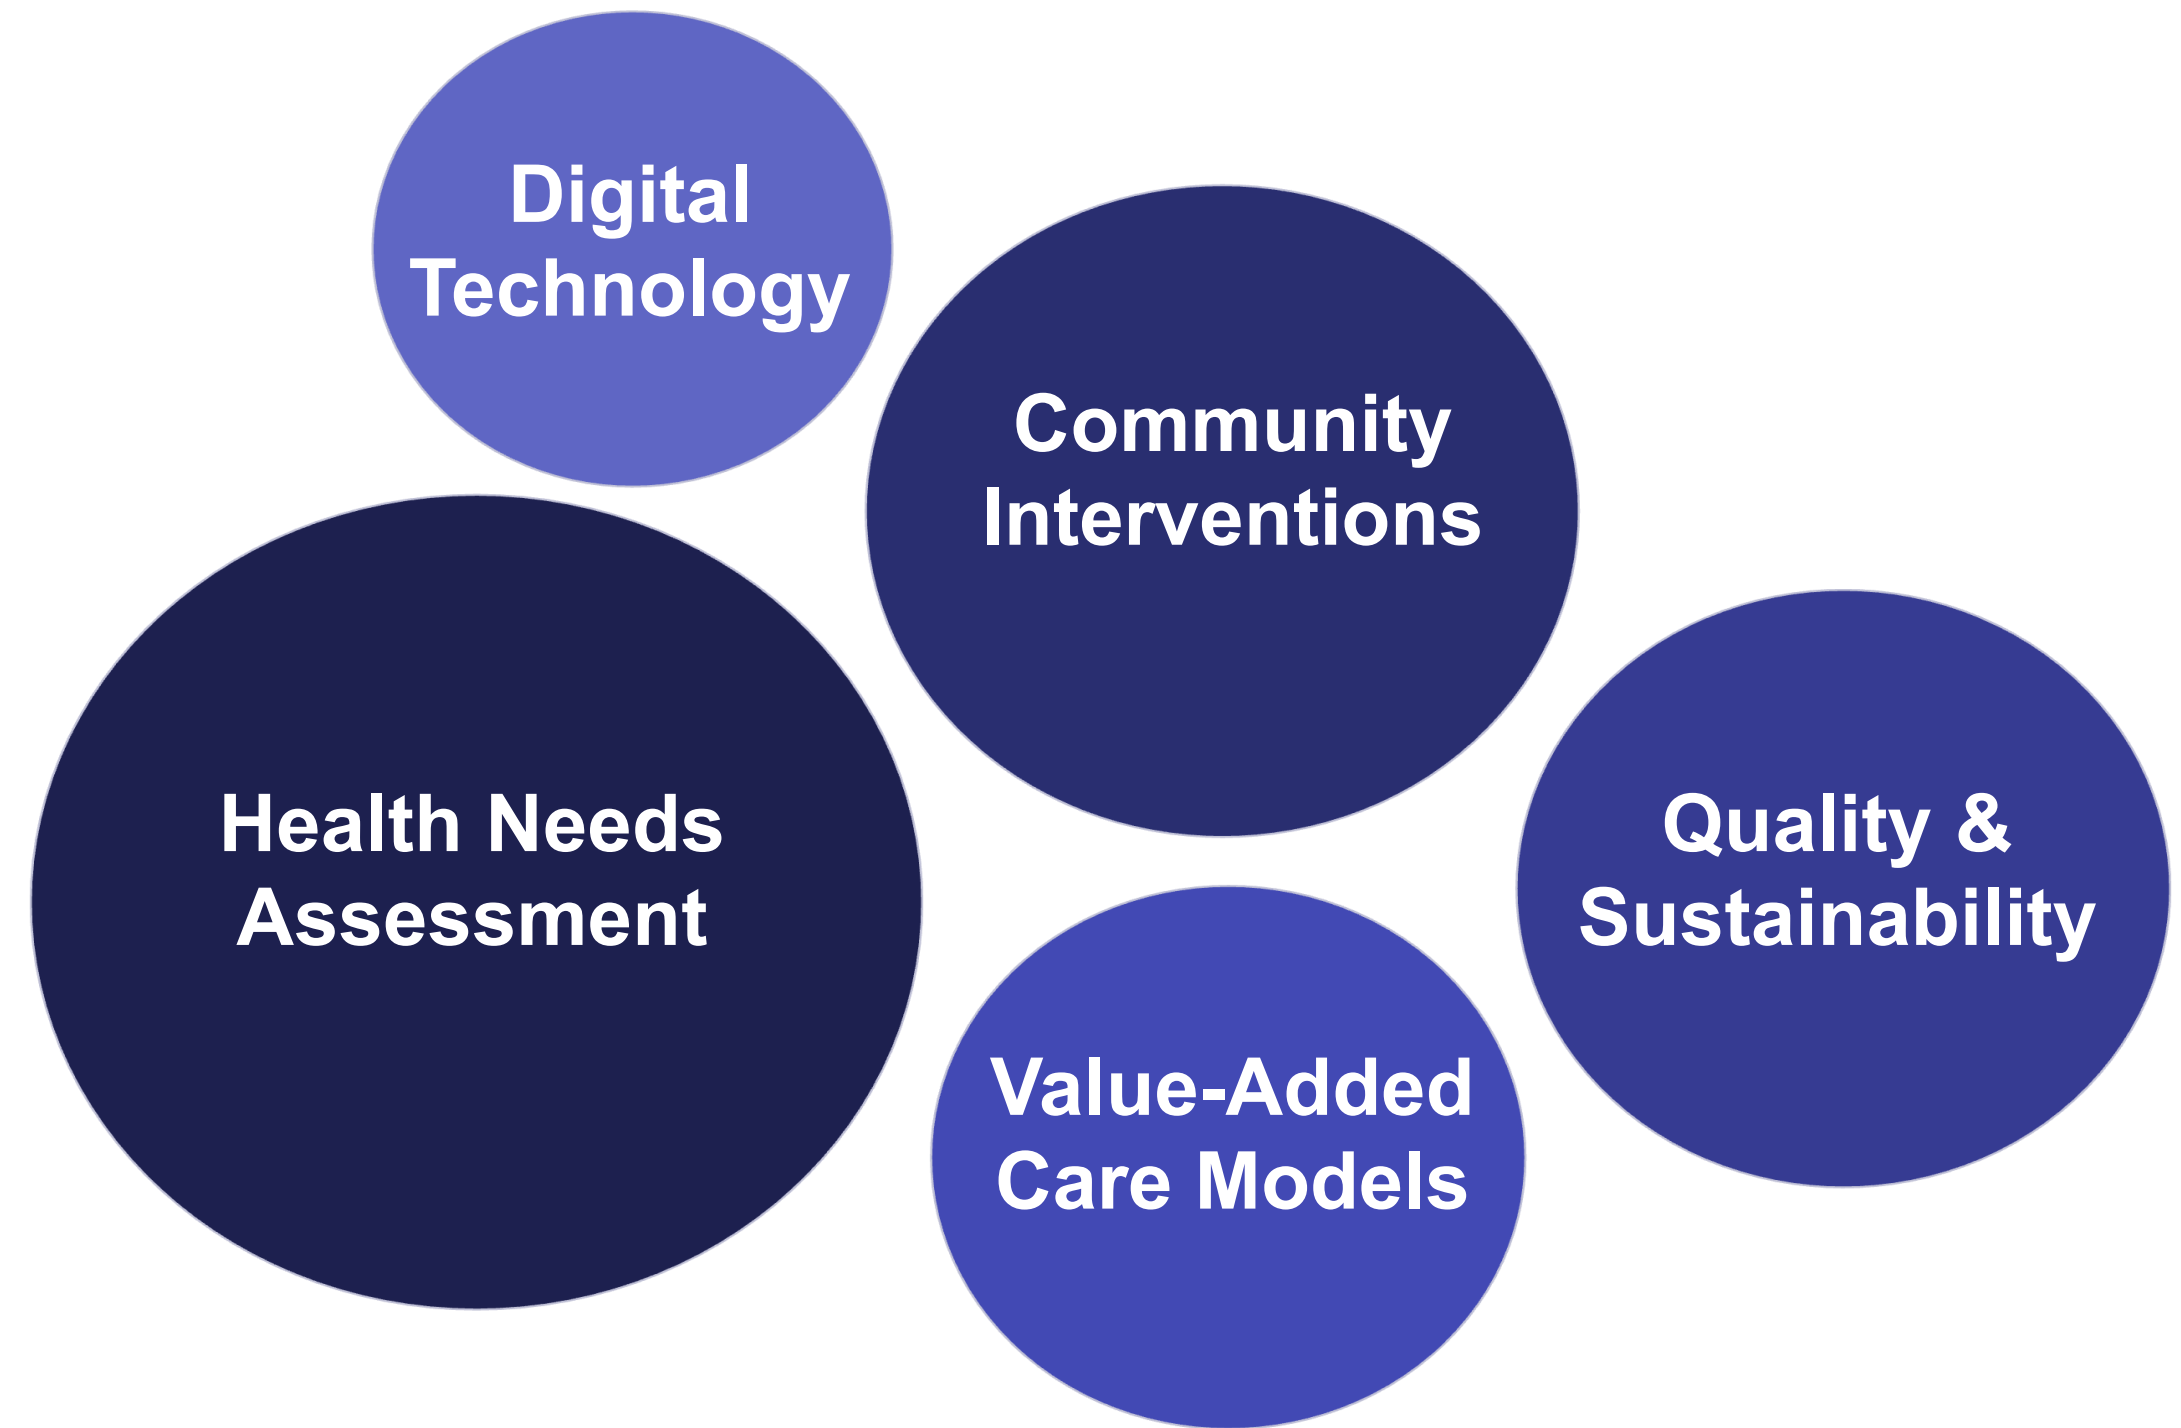 Digital
Technology
Community
Interventions
Health Needs
Assessment
Quality &
Sustainability
Value-Added
Care Models